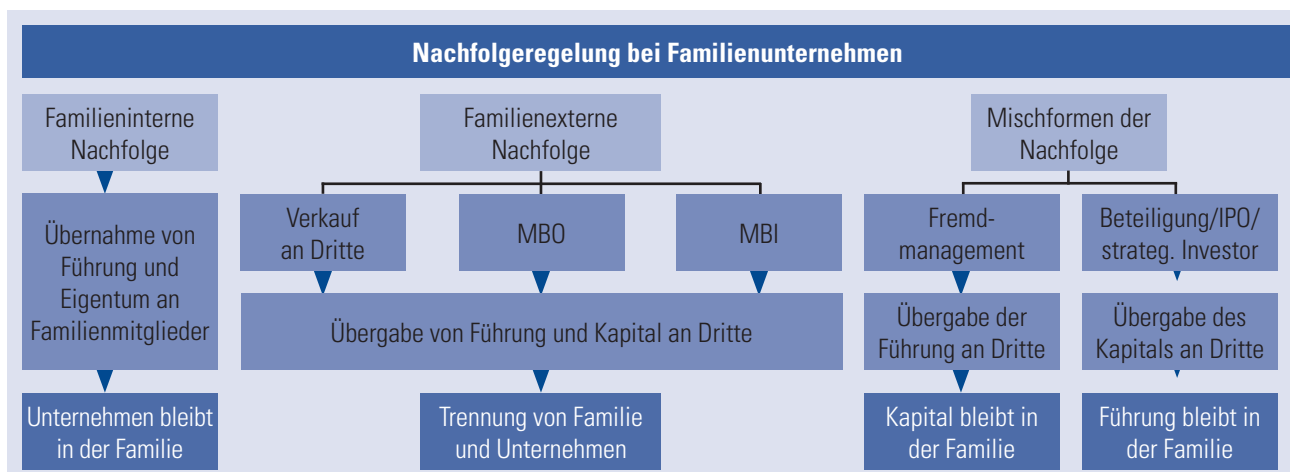 Nachfolgeregelung bei Familienunternehmen
Familieninterne
Nachfolge
Familienexterne
Nachfolge
Mischformen der
Nachfolge
Übernahme von
Führung und
Eigentum an
Familienmitglieder
Verkauf
an Dritte
MBO
MBI
Fremd-
management
Beteiligung/IPO/
strateg. Investor
Übergabe von Führung und Kapital an Dritte
Übergabe der
Führung an Dritte
Übergabe des
Kapitals an Dritte
Unternehmen bleibt
in der Familie
Trennung von Familie
und Unternehmen
Kapital bleibt in
der Familie
Führung bleibt in
der Familie